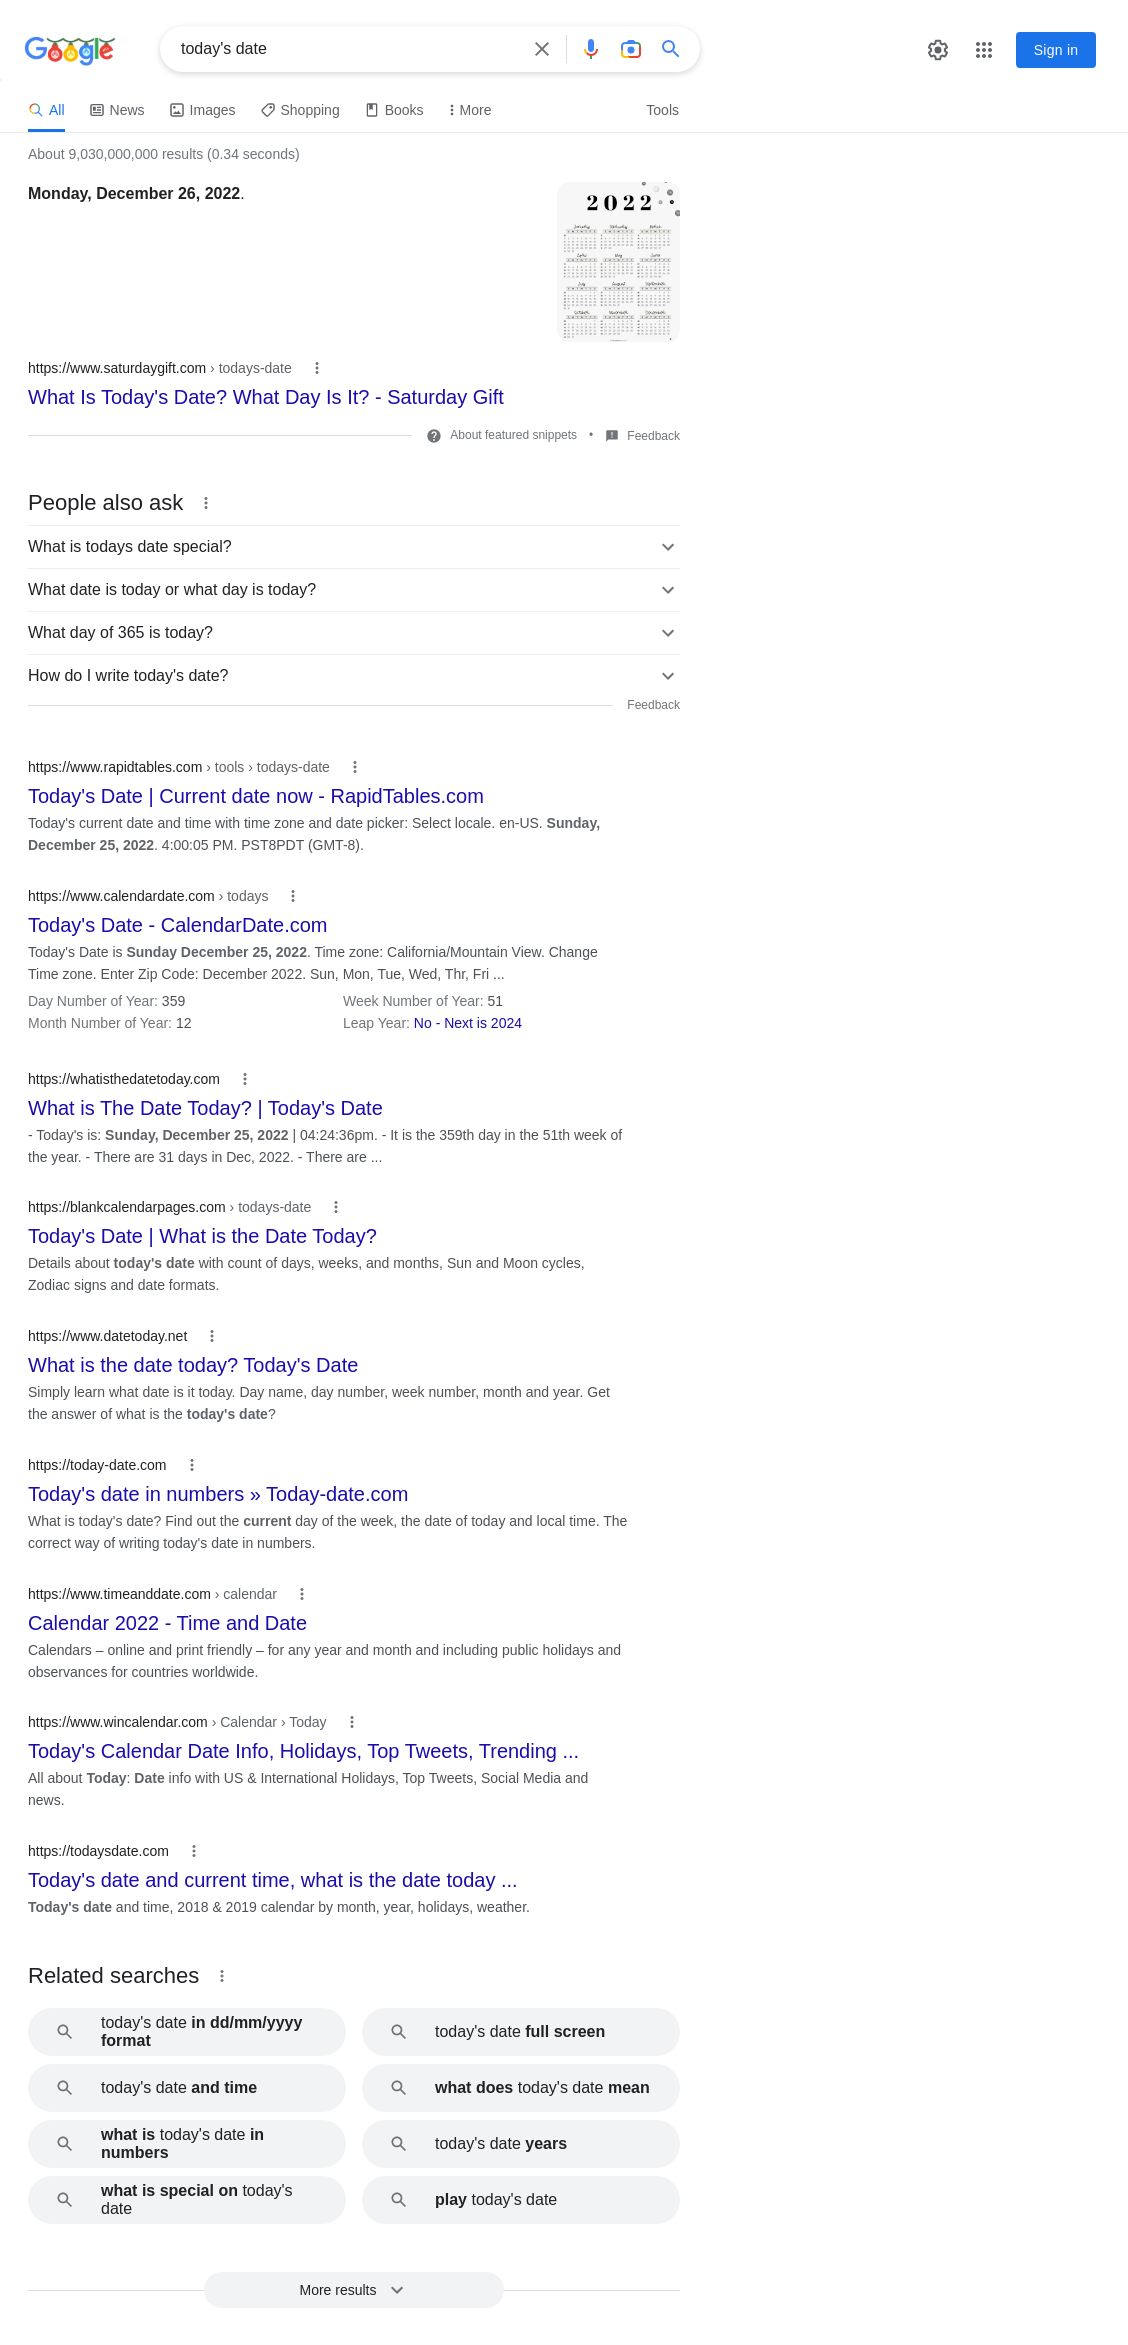 Google
today's date
Sign in
All
News
Images
Shopping
Books
More
Tools
About 9,030,000,000 results (0.34 seconds)
Monday, December 26, 2022.
2022
https://www.saturdaygift.com › todays-date
What Is Today's Date? What Day Is It? - Saturday Gift
About featured snippets • Feedback
People also ask
What is todays date special?
What date is today or what day is today?
What day of 365 is today?
How do I write today's date?
Feedback
https://www.rapidtables.com › tools › todays-date
Today's Date | Current date now - RapidTables.com
Today's current date and time with time zone and date picker: Select locale. en-US. Sunday,
December 25, 2022. 4:00:05 PM. PST8PDT (GMT-8).
https://www.calendardate.com › todays
Today's Date - CalendarDate.com
Today's Date is Sunday December 25, 2022. Time zone: California/Mountain View. Change
Time zone. Enter Zip Code: December 2022. Sun, Mon, Tue, Wed, Thr, Fri ...
Day Number of Year: 359
Week Number of Year: 51
Month Number of Year: 12
Leap Year: No - Next is 2024
https://whatisthedatetoday.com
What is The Date Today? | Today's Date
- Today's is: Sunday, December 25, 2022 | 04:24:36pm. - It is the 359th day in the 51th week of
the year. - There are 31 days in Dec, 2022. - There are ...
https://blankcalendarpages.com › todays-date
Today's Date | What is the Date Today?
Details about today's date with count of days, weeks, and months, Sun and Moon cycles,
Zodiac signs and date formats.
https://www.datetoday.net
What is the date today? Today's Date
Simply learn what date is it today. Day name, day number, week number, month and year. Get
the answer of what is the today's date?
https://today-date.com
Today's date in numbers » Today-date.com
What is today's date? Find out the current day of the week, the date of today and local time. The
correct way of writing today's date in numbers.
https://www.timeanddate.com › calendar
Calendar 2022 - Time and Date
Calendars – online and print friendly – for any year and month and including public holidays and
observances for countries worldwide.
https://www.wincalendar.com › Calendar › Today
Today's Calendar Date Info, Holidays, Top Tweets, Trending ...
All about Today: Date info with US & International Holidays, Top Tweets, Social Media and
news.
https://todaysdate.com
Today's date and current time, what is the date today ...
Today's date and time, 2018 & 2019 calendar by month, year, holidays, weather.
Related searches
today's date in dd/mm/yyyy
format
today's date full screen
today's date and time
what does today's date mean
what is today's date in
numbers
today's date years
what is special on today's
date
play today's date
More results